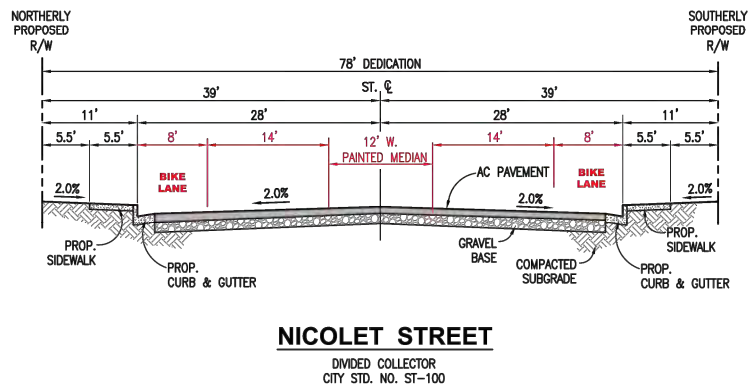 NORTHERLY
PROPOSED
R/W
SOUTHERLY
PROPOSED
R/W
78' DEDICATION
39'
ST. ℄
39'
11'
28'
28'
11'
5.5'
5.5'
8'
14'
12' W.
PAINTED MEDIAN
14'
8'
5.5'
5.5'
BIKE
LANE
AC PAVEMENT
BIKE
LANE
2.0%
2.0%
2.0%
2.0%
PROP.
SIDEWALK
PROP.
CURB & GUTTER
GRAVEL
BASE
COMPACTED
SUBGRADE
PROP.
SIDEWALK
PROP.
CURB & GUTTER
NICOLET STREET
DIVIDED COLLECTOR
CITY STD. NO. ST-100